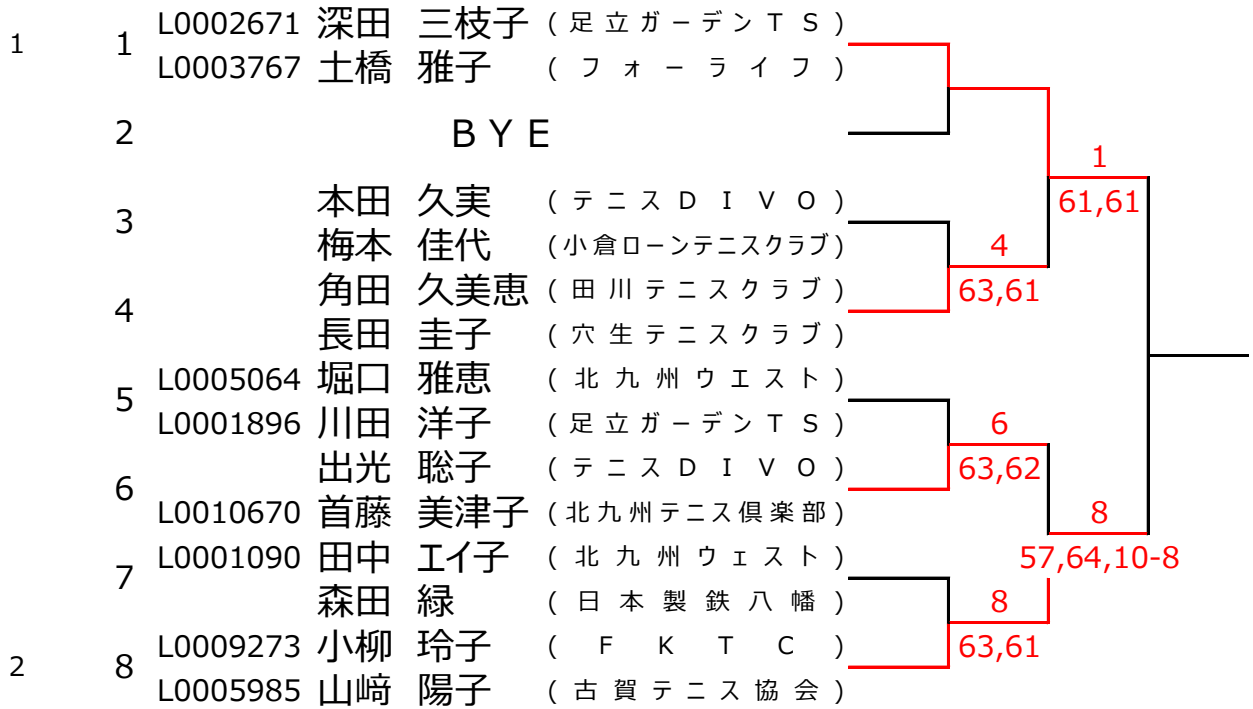 L0002671 深田 三枝子 (足立ガーデンTS)
1 1
L0003767 土橋 雅子 (フォーライフ)
2 BYE
1
本田 久実 (テニスDIVO)
61,61
3
梅本 佳代 (小倉ローンテニスクラブ)
4
角田 久美恵 (田川テニスクラブ)
63,61
4
長田 圭子 (穴生テニスクラブ)
L0005064 堀口 雅恵 (北九州ウエスト)
5
L0001896 川田 洋子 (足立ガーデンTS)
6
出光 聡子 (テニスDIVO)
63,62
6
L0010670 首藤 美津子 (北九州テニス倶楽部)
8
L0001090 田中 エイ子 (北九州ウェスト)
57,64,10-8
7
森田 緑 (日本製鉄八幡)
8
L0009273 小柳 玲子 (FKTC)
63,61
2 8
L0005985 山﨑 陽子 (古賀テニス協会)